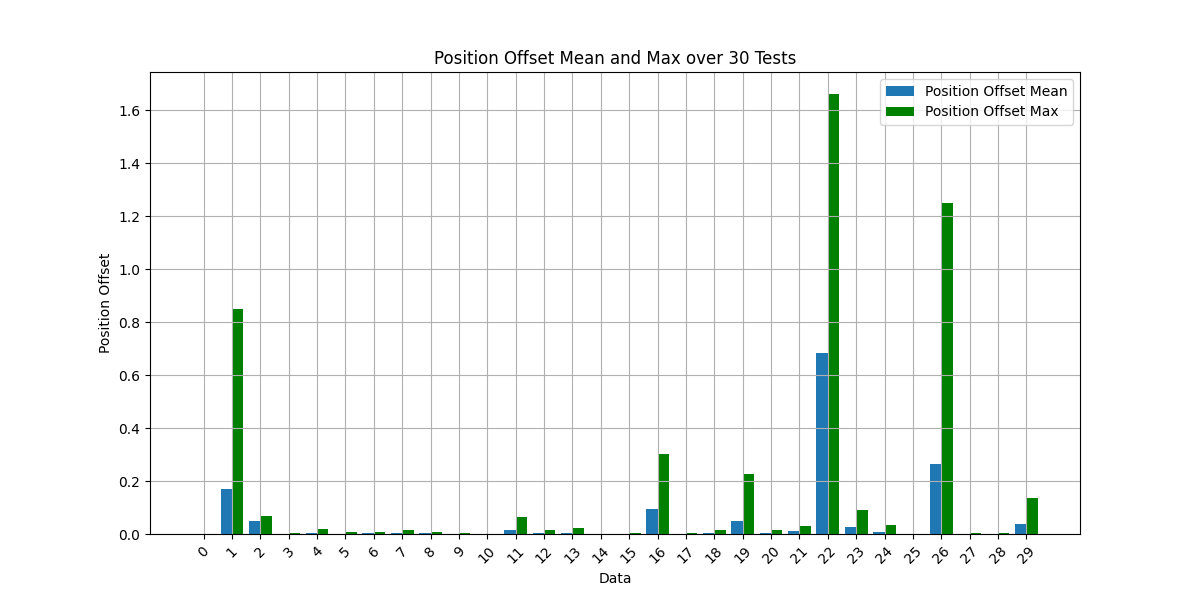 Position Offset Mean and Max over 30 Tests
Position Offset Mean
Position Offset Max
1.6
1.4
1.2
1.0
0.8
0.6
0.4
0.2
0.0
Position Offset
0 1 2 3 4 5 6 7 8 9 10 11 12 13 14 15 16 17 18 19 20 21 22 23 24 25 26 27 28 29
Data